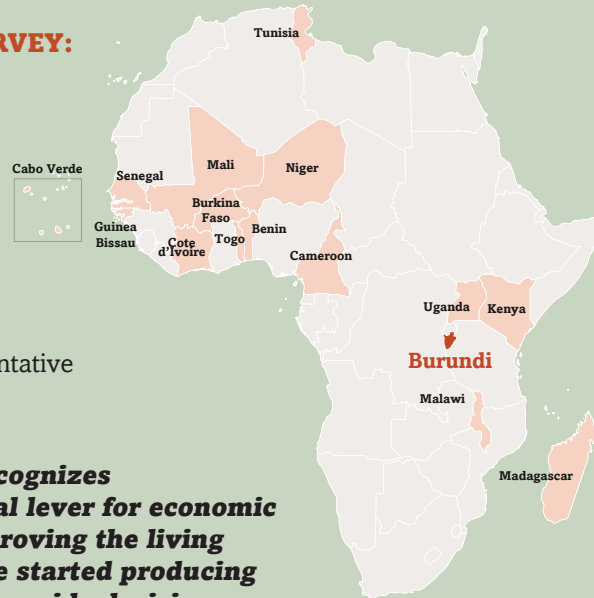 RVEY:
Tunisia
Cabo Verde
Senegal
Mali
Niger
Burkina
Faso
Guinea
Bissau
Cote
d'Ivoire
Togo
Benin
Cameroon
Uganda
Kenya
Burundi
ntative
Malawi
cognizes
Madagascar
al lever for economic
roving the living
e started producing